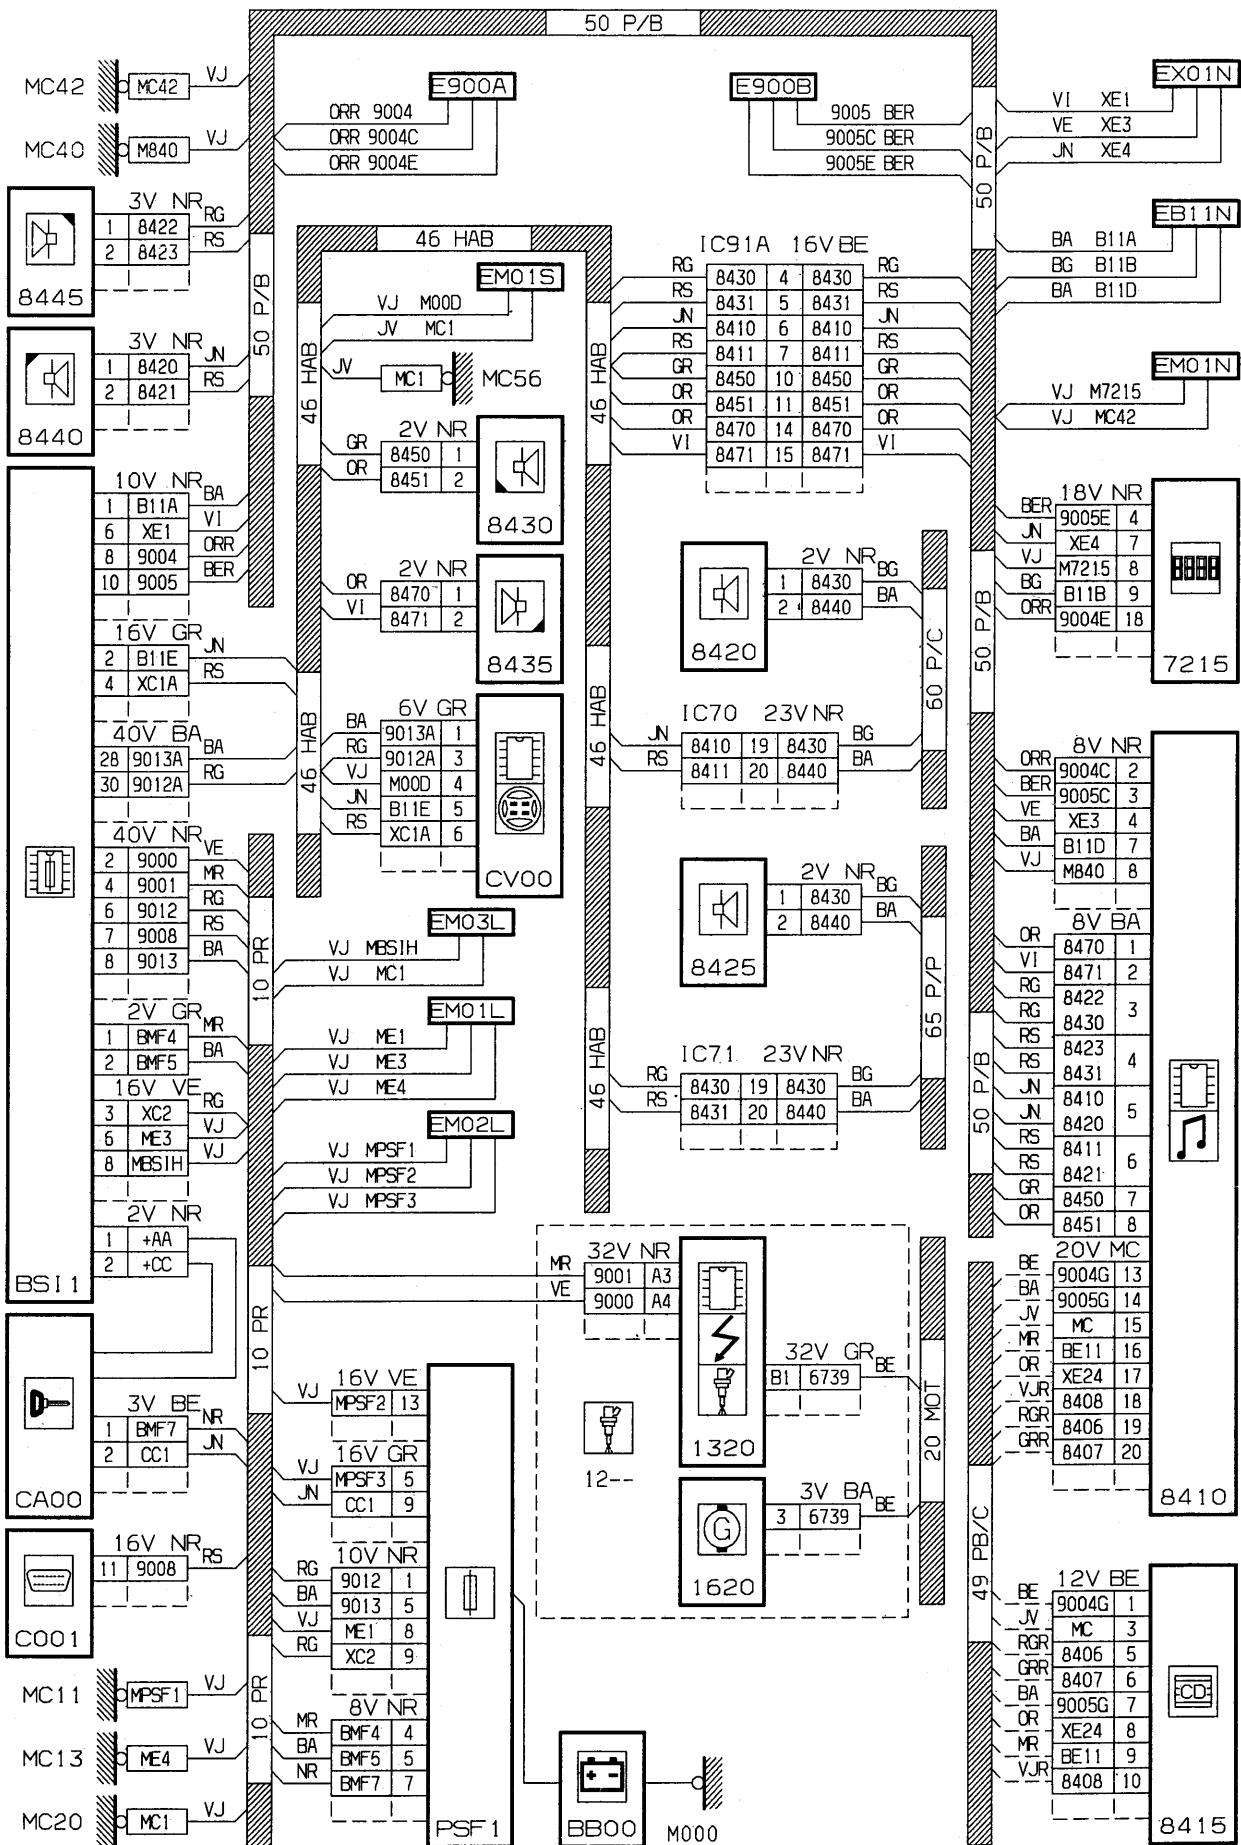 50 P/B
MC42 MC42 VJ
MC40 M840 VJ
E900A
ORR 9004
ORR 9004C
ORR 9004E
E900B
9005 BER
9005C BER
9005E BER
50 P/B
EX01N
VI XE1
VE XE3
JN XE4
EB11N
BA B11A
BG B11B
BA B11D
EM01N
VJ M7215
VJ MC42
8445
3V NR
1 8422 RG
2 8423 RS
8440
3V NR
1 8420 JN
2 8421 RS
50 P/B
BSI1
10V NR
1 B11A BA
6 XE1 VI
8 9004 ORR
10 9005 BER
16V GR
2 B11E JN
4 XC1A RS
40V BA
28 9013A BA
30 9012A RG
40V NR
2 9000 VE
4 9001 MR
6 9012 RG
7 9008 RS
8 9013 BA
2V GR
1 BMF4 MR
2 BMF5 BA
16V VE
3 XC2 RG
6 ME3 VJ
8 MBSIH VJ
2V NR
1 +AA
2 +CC
CA00
3V BE
1 BMF7 NR
2 CC1 JN
C001
16V NR
11 9008 RS
MC11 MPSF1 VJ
MC13 ME4 VJ
MC20 MC1 VJ
46 HAB
46 HAB
46 HAB
EM01S
VJ M00D
JV MC1
JV MC1 MC56
2V NR
GR 8450 1
OR 8451 2
8430
2V NR
OR 8470 1
VI 8471 2
8435
6V GR
BA 9013A 1
RG 9012A 3
VJ M00D 4
JN B11E 5
RS XC1A 6
CV00
10 PR
EM03L
VJ MBSIH
VJ MC1
EM01L
VJ ME1
VJ ME3
VJ ME4
EM02L
VJ MPSF1
VJ MPSF2
VJ MPSF3
10 PR
10 PR
16V VE
VJ MPSF2 13
16V GR
VJ MPSF3 5
JN CC1 9
10V NR
RG 9012 1
BA 9013 5
VJ ME1 8
RG XC2 9
8V NR
MR BMF4 4
BA BMF5 5
NR BMF7 7
PSF1
BB00
M000
46 HAB
46 HAB
46 HAB
IC91A 16V BE
RG 8430 4 8430 RG
RS 8431 5 8431 RS
JN 8410 6 8410 JN
RS 8411 7 8411 RS
GR 8450 10 8450 GR
OR 8451 11 8451 OR
OR 8470 14 8470 OR
VI 8471 15 8471 VI
8420
2V NR
1 8430 BG
2 8440 BA
60 P/C
IC70 23V NR
JN 8410 19 8430 BG
RS 8411 20 8440 BA
8425
2V NR
1 8430 BG
2 8440 BA
65 P/P
IC71 23V NR
RG 8430 19 8430 BG
RS 8431 20 8440 BA
32V NR
MR 9001 A3
VE 9000 A4
1320
32V GR
B1 6739 BE
12--
1620
G
3V BA
3 6739 BE
20 MOT
50 P/B
50 P/B
49 PB/C
18V NR
BER 9005E 4
JN XE4 7
VJ M7215 8
BG B11B 9
ORR 9004E 18
7215
8V NR
ORR 9004C 2
BER 9005C 3
VE XE3 4
BA B11D 7
VJ M840 8
8V BA
OR 8470 1
VI 8471 2
RG 8422 3
RG 8430
RS 8423 4
RS 8431
JN 8410 5
JN 8420
RS 8411 6
RS 8421
GR 8450 7
OR 8451 8
20V MC
BE 9004G 13
BA 9005G 14
JV MC 15
MR BE11 16
OR XE24 17
VJR 8408 18
RGR 8406 19
GRR 8407 20
8410
12V BE
BE 9004G 1
JV MC 3
RGR 8406 5
GRR 8407 6
BA 9005G 7
OR XE24 8
MR BE11 9
VJR 8408 10
CD
8415